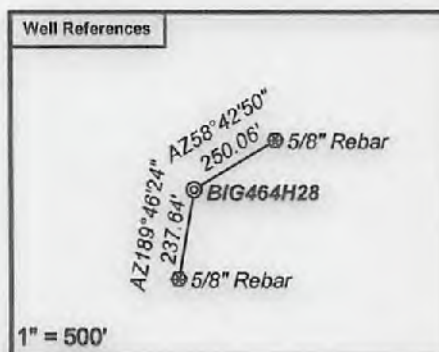 Well References
AZ58°42'50"
250.06'
5/8" Rebar
BIG464H28
AZ189°46'24"
237.64'
5/8" Rebar
1" = 500'